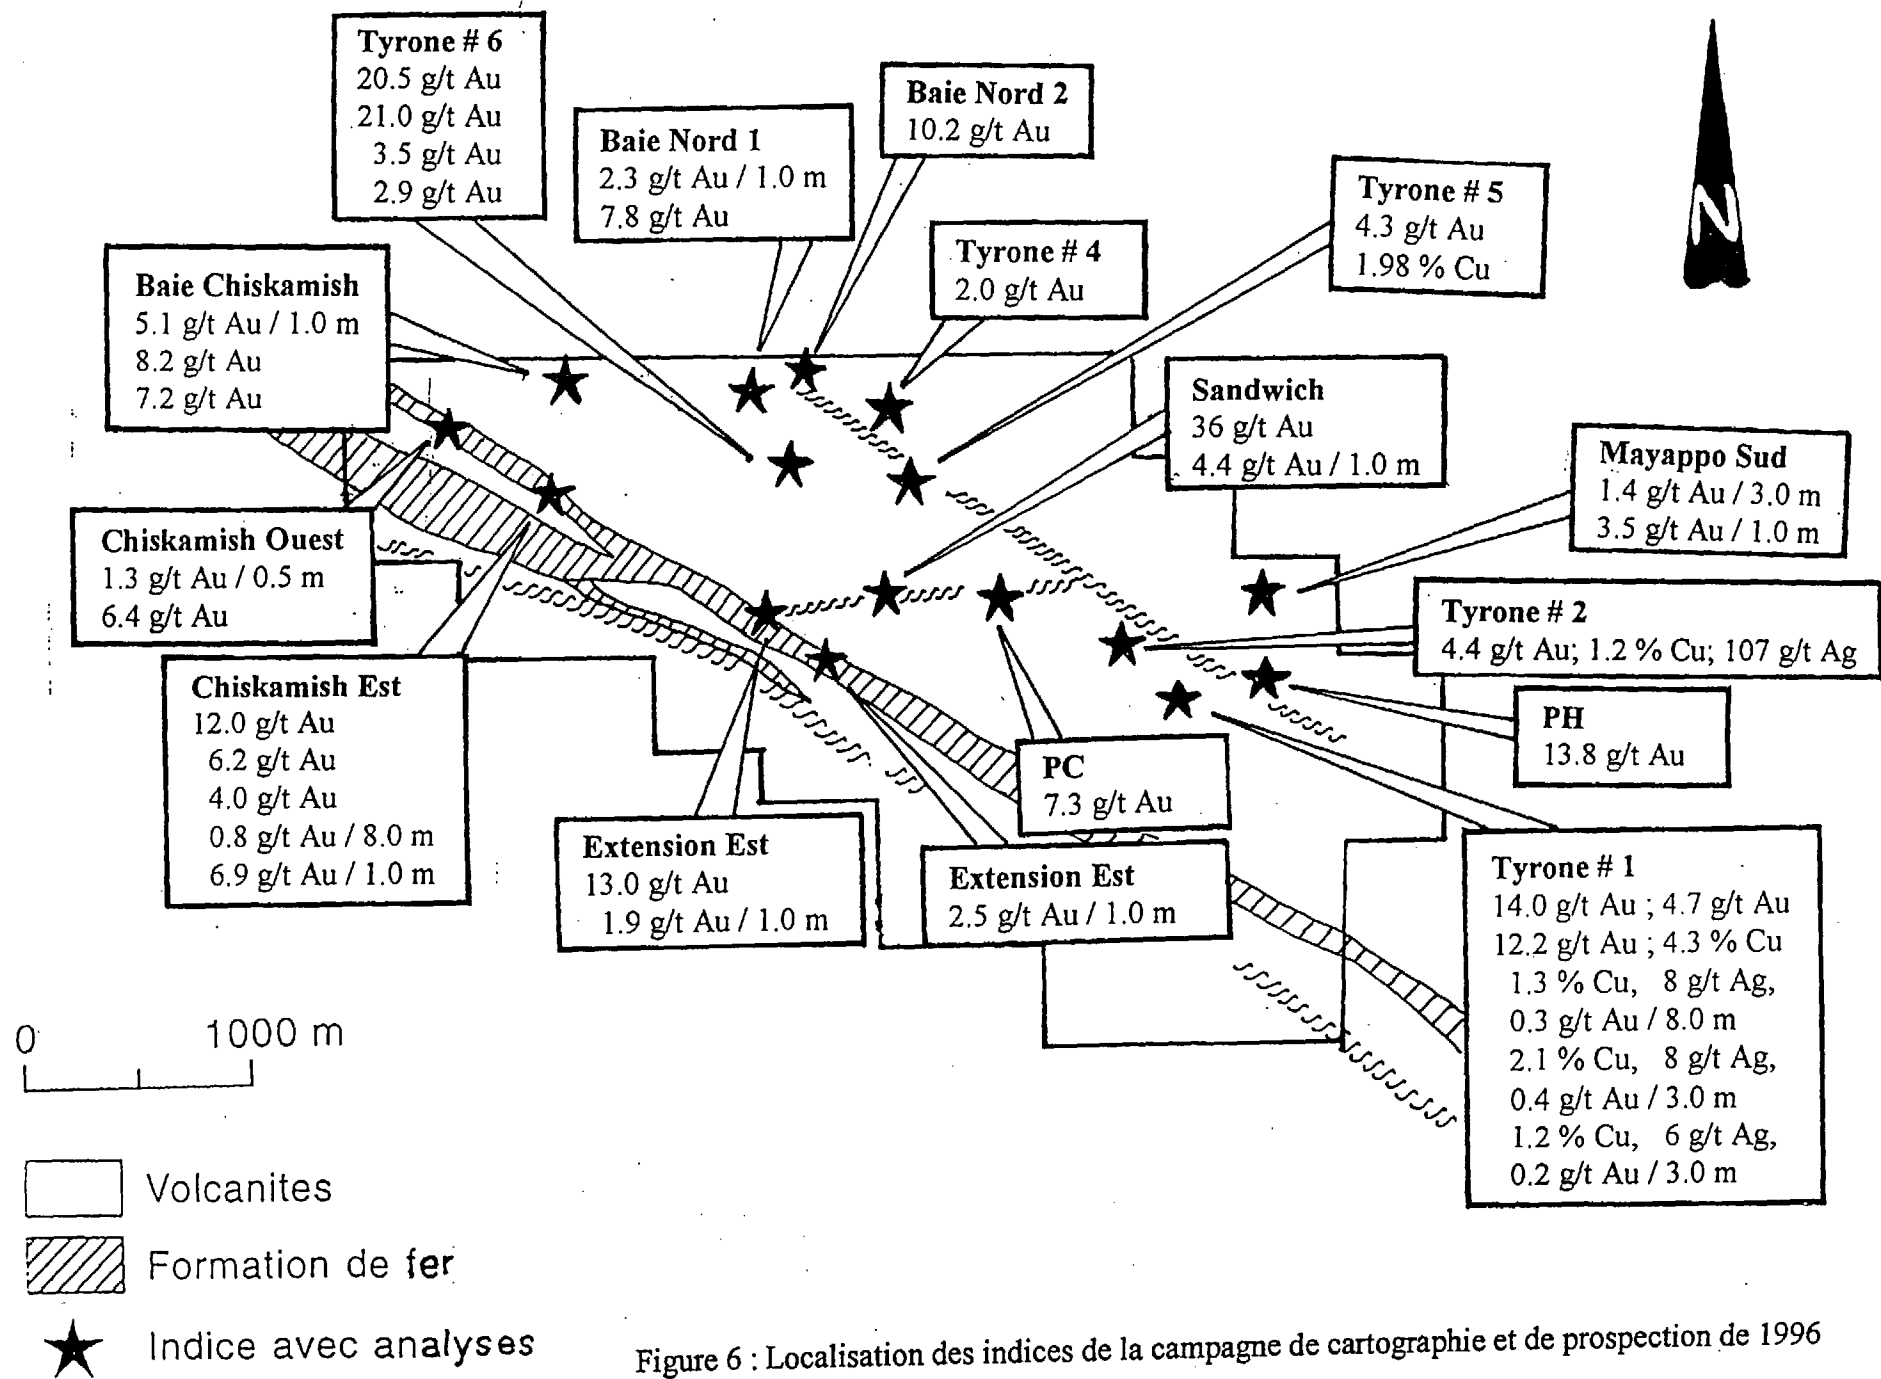 Tyrone # 6
20.5 g/t Au
21.0 g/t Au
3.5 g/t Au
2.9 g/t Au
Baie Nord 1
2.3 g/t Au / 1.0 m
7.8 g/t Au
Baie Nord 2
10.2 g/t Au
Tyrone # 4
2.0 g/t Au
Tyrone # 5
4.3 g/t Au
1.98 % Cu
N
Baie Chiskamish
5.1 g/t Au / 1.0 m
8.2 g/t Au
7.2 g/t Au
Sandwich
36 g/t Au
4.4 g/t Au / 1.0 m
Mayappo Sud
1.4 g/t Au / 3.0 m
3.5 g/t Au / 1.0 m
Chiskamish Ouest
1.3 g/t Au / 0.5 m
6.4 g/t Au
Tyrone # 2
4.4 g/t Au; 1.2 % Cu; 107 g/t Ag
Chiskamish Est
12.0 g/t Au
6.2 g/t Au
4.0 g/t Au
0.8 g/t Au / 8.0 m
6.9 g/t Au / 1.0 m
PH
13.8 g/t Au
PC
7.3 g/t Au
Extension Est
13.0 g/t Au
1.9 g/t Au / 1.0 m
Extension Est
2.5 g/t Au / 1.0 m
Tyrone # 1
14.0 g/t Au ; 4.7 g/t Au
12.2 g/t Au ; 4.3 % Cu
1.3 % Cu, 8 g/t Ag,
0.3 g/t Au / 8.0 m
2.1 % Cu, 8 g/t Ag,
0.4 g/t Au / 3.0 m
1.2 % Cu, 6 g/t Ag,
0.2 g/t Au / 3.0 m
0 1000 m
Volcanites
Formation de fer
Indice avec analyses
Figure 6 : Localisation des indices de la campagne de cartographie et de prospection de 1996